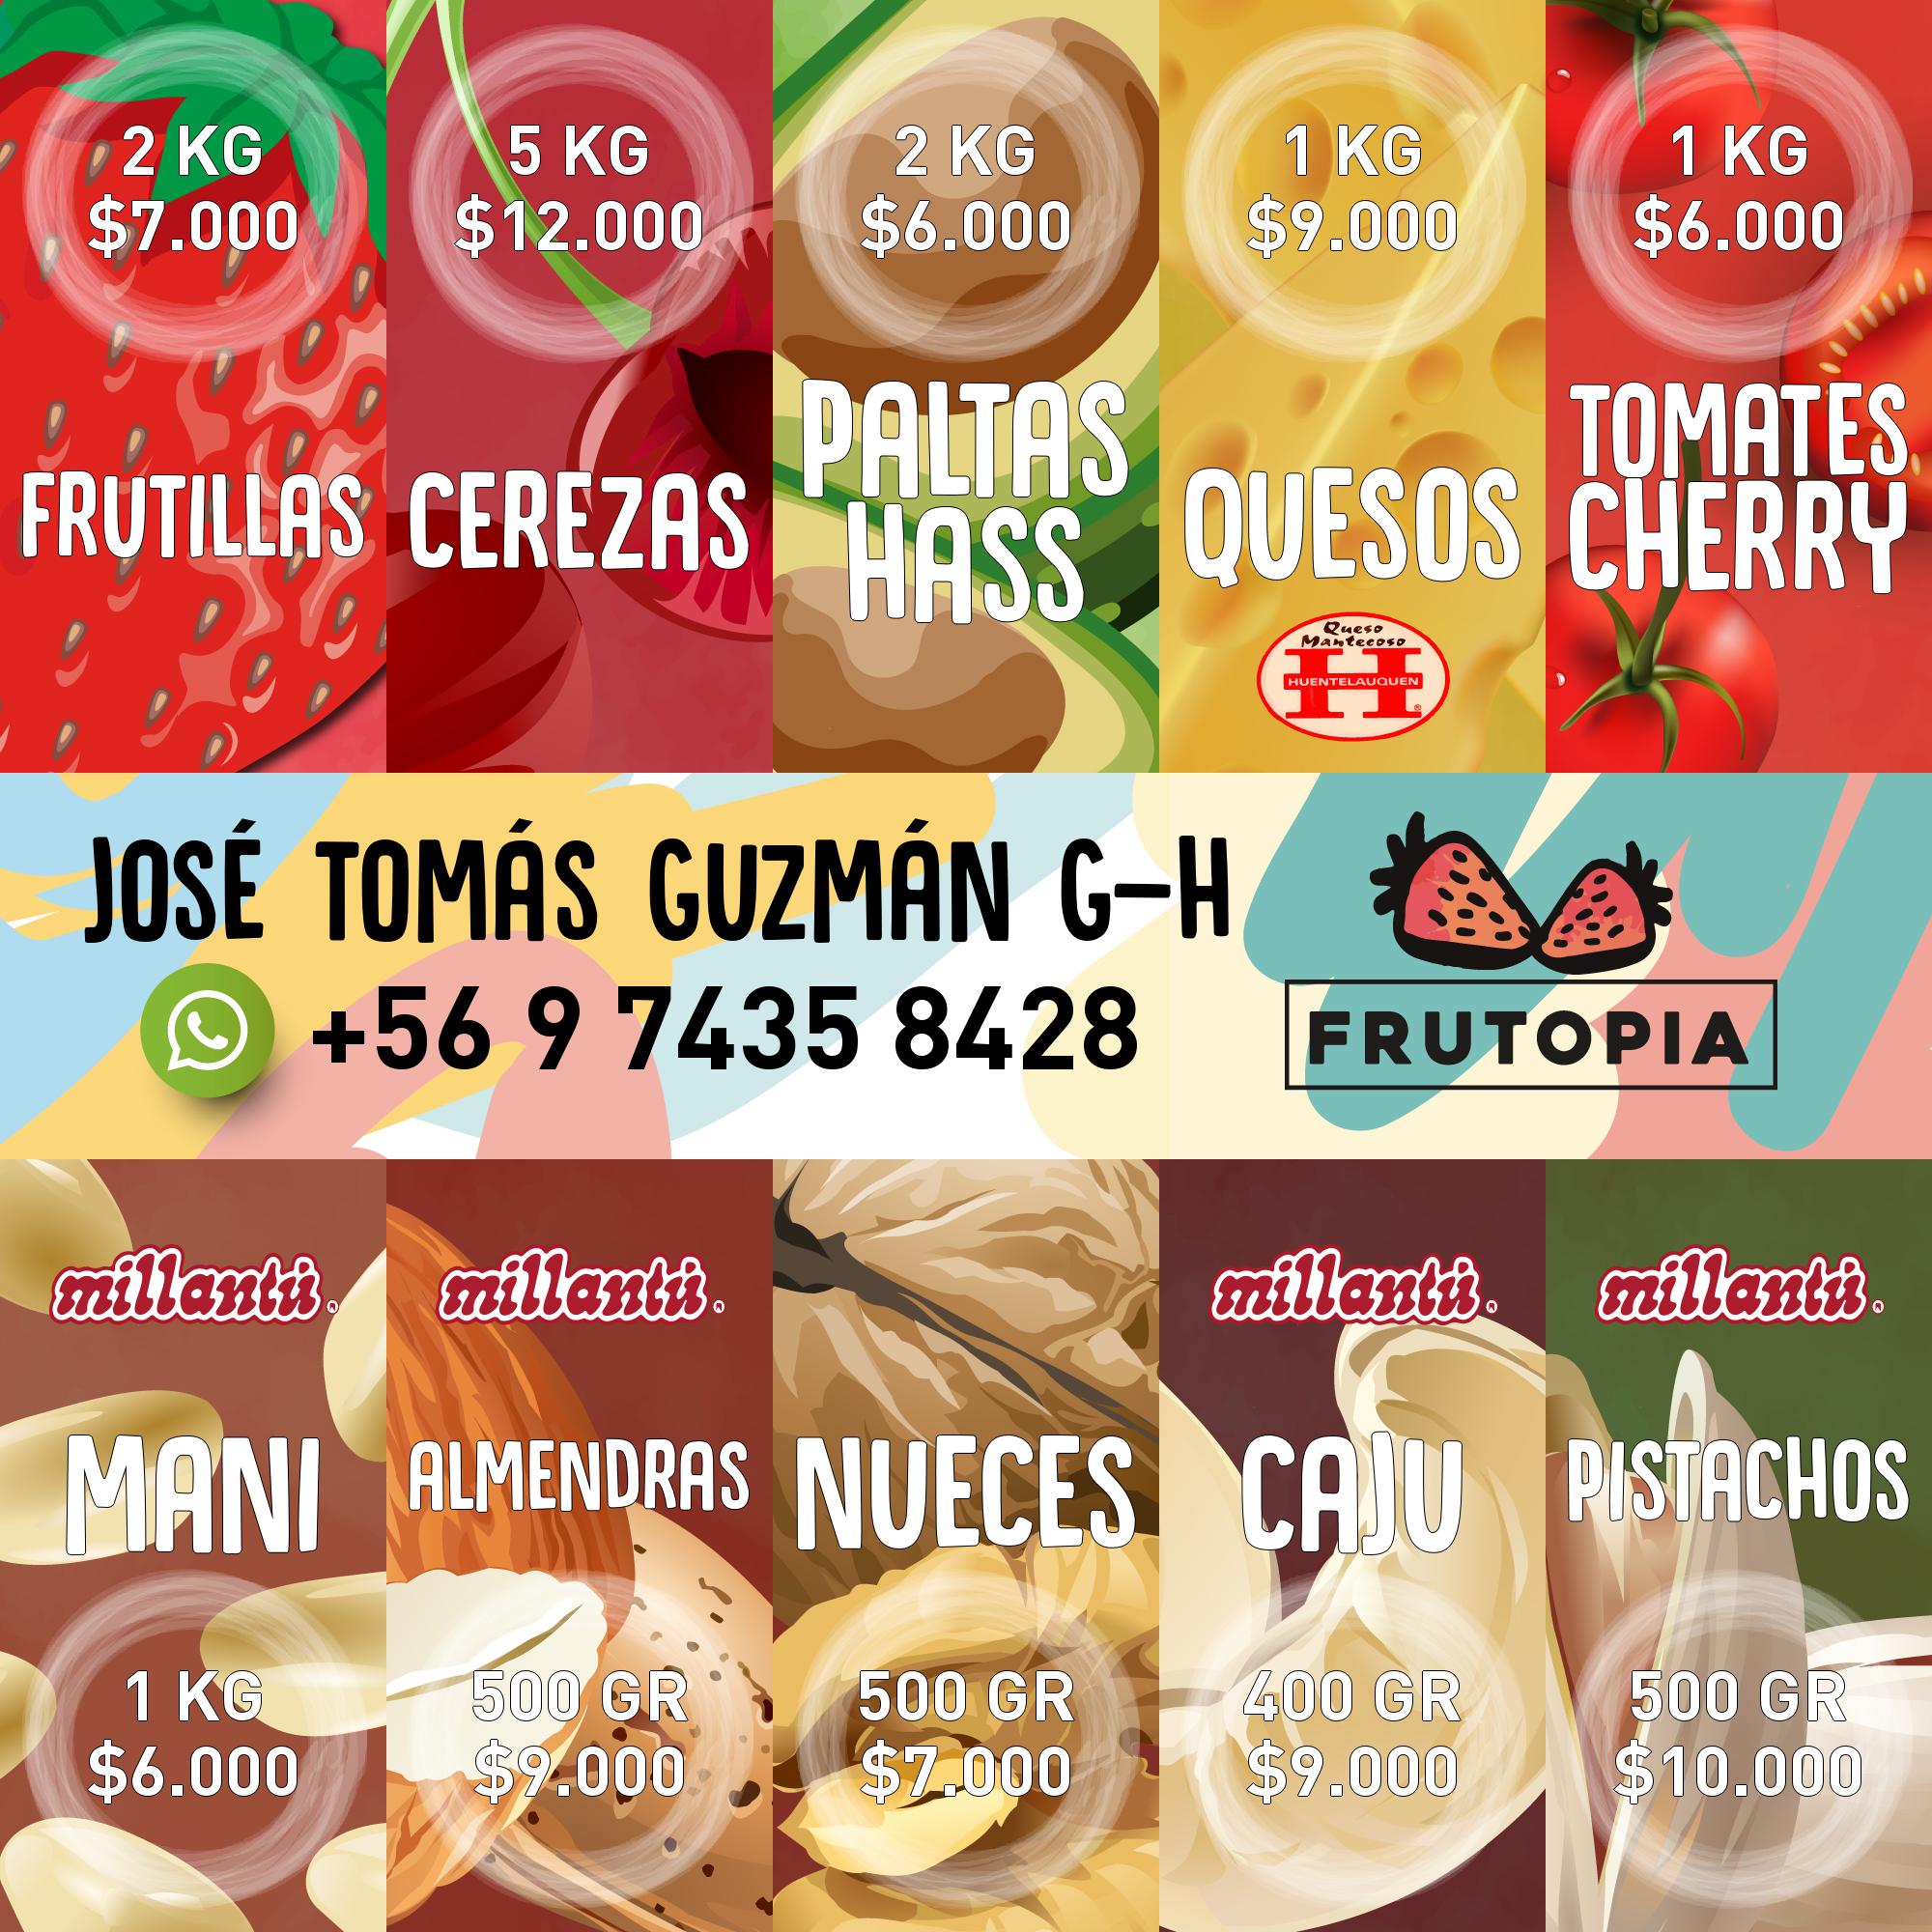 2 KG
$7.000
FRUTILLAS
5 KG
$12.000
CEREZAS
2 KG
$6.000
PALTAS
HASS
1 KG
$9.000
QUESOS
Queso
Mantecoso
H
HUENTELAUQUEN
®
1 KG
$6.000
TOMATES
CHERRY
JOSÉ TOMÁS GUZMÁN G-H
+56 9 7435 8428
FRUTOPIA
millantú®
MANI
1 KG
$6.000
millantú®
ALMENDRAS
500 GR
$9.000
NUECES
500 GR
$7.000
millantú®
CAJU
400 GR
$9.000
millantú®
PISTACHOS
500 GR
$10.000